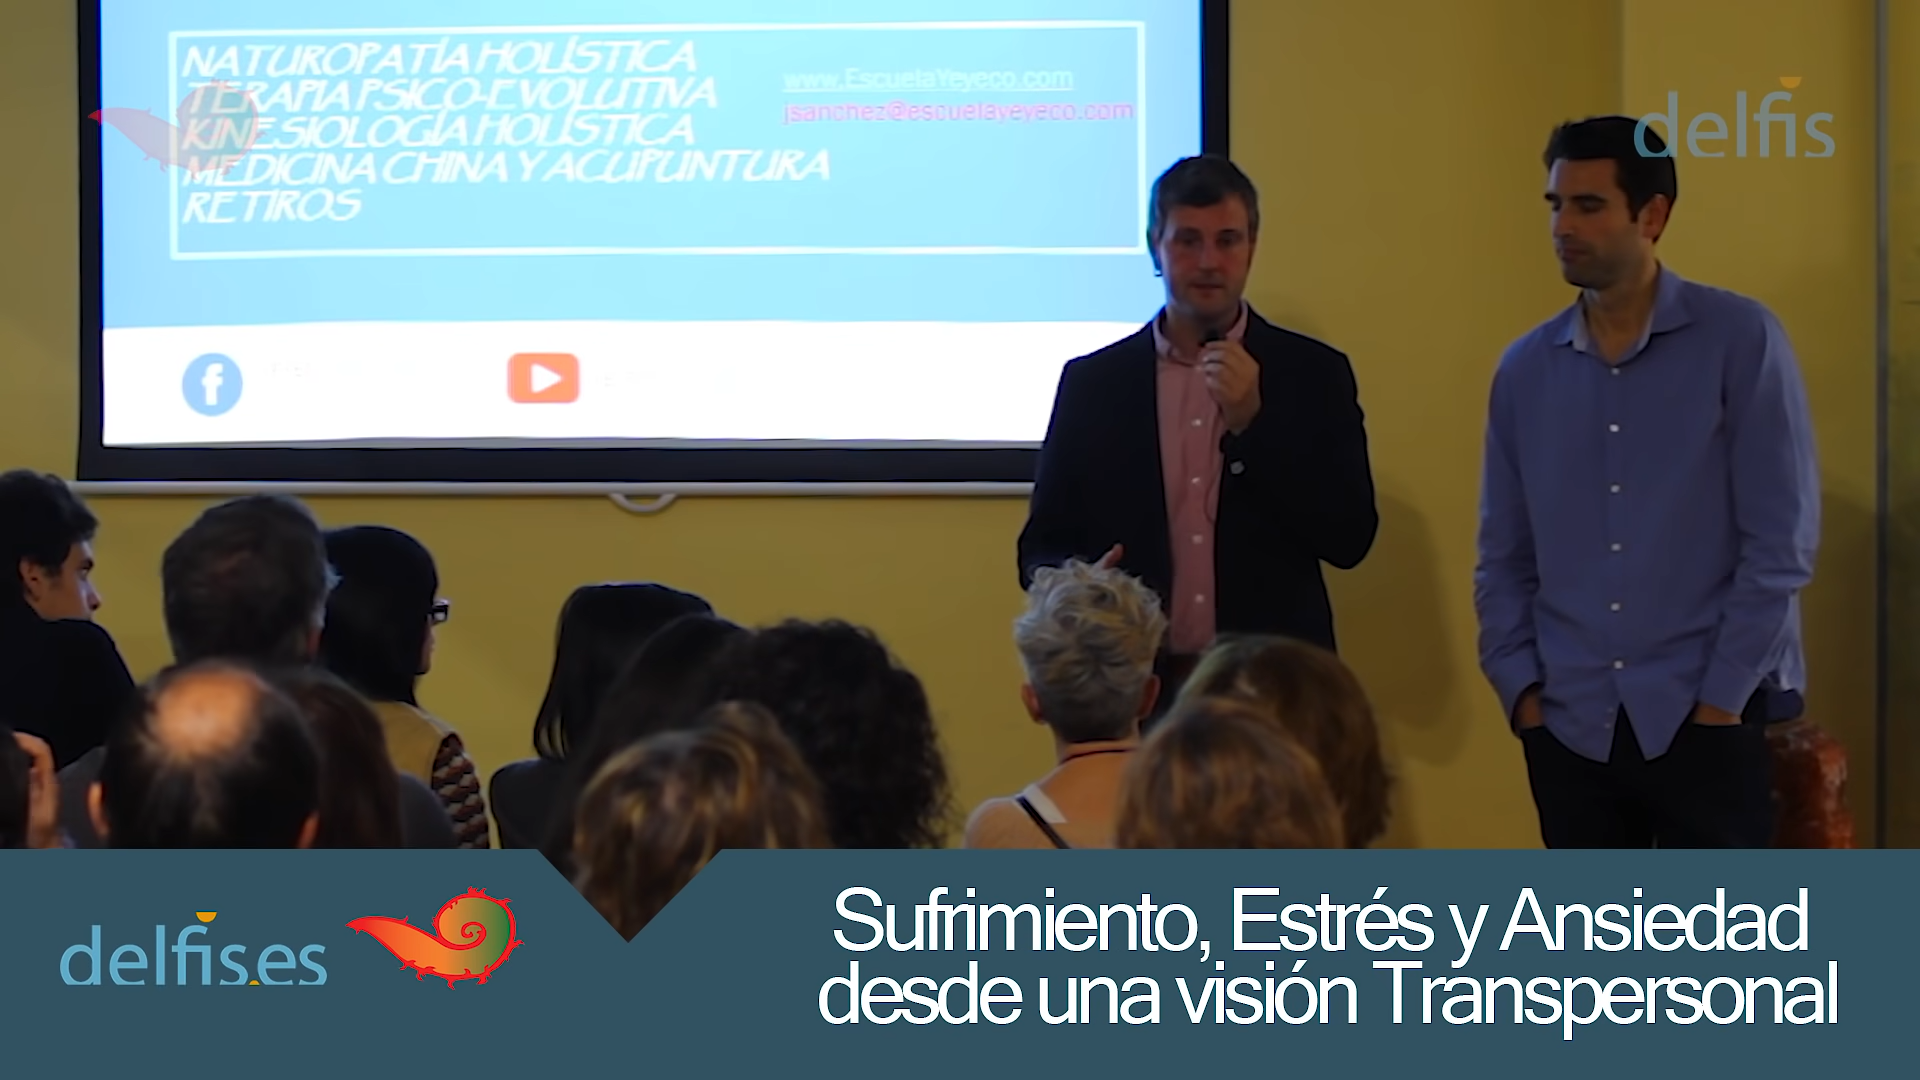 NATUROPATÍA HOLÍSTICA
TERAPIA PSICO-EVOLUTIVA
KINESIOLOGÍA HOLÍSTICA
MEDICINA CHINA Y ACUPUNTURA
RETIROS
www.EscuelaYeyeco.com
jsanchez@escuelayeyeco.com
delfis
f
delfis.es
Sufrimiento, Estrés y Ansiedad
desde una visión Transpersonal